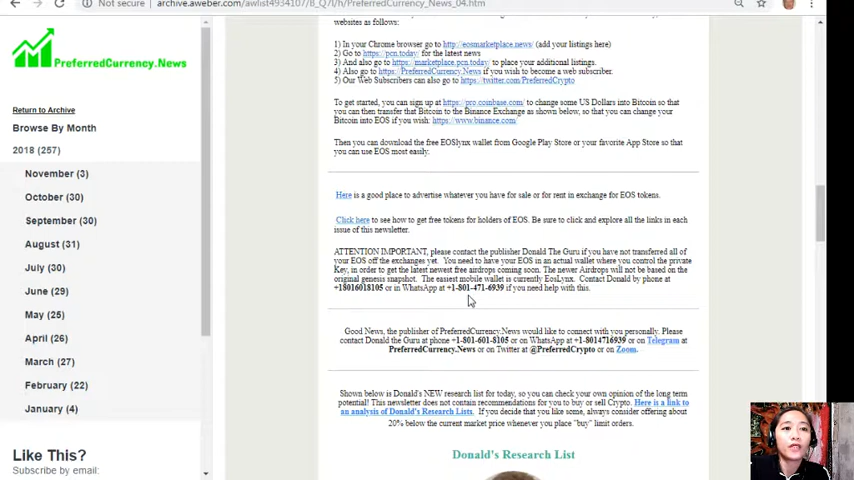 Not secure | archive.aweber.com/awlist4934107/B_Q7I/h/PreferredCurrency_News_04.htm
PreferredCurrency.News
Return to Archive
Browse By Month
2018 (257)
November (3)
October (30)
September (30)
August (31)
July (30)
June (29)
May (25)
April (26)
March (27)
February (22)
January (4)
Like This?
Subscribe by email:
websites as follows:
1) In your Chrome browser go to http://eosmarketplace.news/ (add your listings here)
2) Go to https://pcn.today/ for the latest news
3) And also go to https://marketplace.pcn.today/ to place your additional listings.
4) Also go to https://PreferredCurrency.News if you wish to become a web subscriber.
5) Our Web Subscribers can also go to https://twitter.com/PreferredCrypto
To get started, you can sign up at https://pro.coinbase.com/ to change some US Dollars into Bitcoin so that
you can then transfer that Bitcoin to the Binance Exchange as shown below, so that you can change your
Bitcoin into EOS if you wish: https://www.binance.com/
Then you can download the free EOSlynx wallet from Google Play Store or your favorite App Store so that
you can use EOS most easily.
Here is a good place to advertise whatever you have for sale or for rent in exchange for EOS tokens.
Click here to see how to get free tokens for holders of EOS. Be sure to click and explore all the links in each
issue of this newsletter.
ATTENTION IMPORTANT, please contact the publisher Donald The Guru if you have not transferred all of
your EOS off the exchanges yet. You need to have your EOS in an actual wallet where you control the private
Key, in order to get the latest newest free airdrops coming soon. The newer Airdrops will not be based on the
original genesis snapshot. The easiest mobile wallet is currently EosLynx. Contact Donald by phone at
+18016018105 or in WhatsApp at +1-801-471-6939 if you need help with this.
Good News, the publisher of PreferredCurrency.News would like to connect with you personally. Please
contact Donald the Guru at phone +1-801-601-8105 or on WhatsApp at +1-8014716939 or on Telegram at
PreferredCurrency.News or on Twitter at @PreferredCrypto or on Zoom.
Shown below is Donald's NEW research list for today, so you can check your own opinion of the long term
potential! This newsletter does not contain recommendations for you to buy or sell Crypto. Here is a link to
an analysis of Donald's Research Lists. If you decide that you like some, always consider offering about
20% below the current market price whenever you place "buy" limit orders.
Donald's Research List